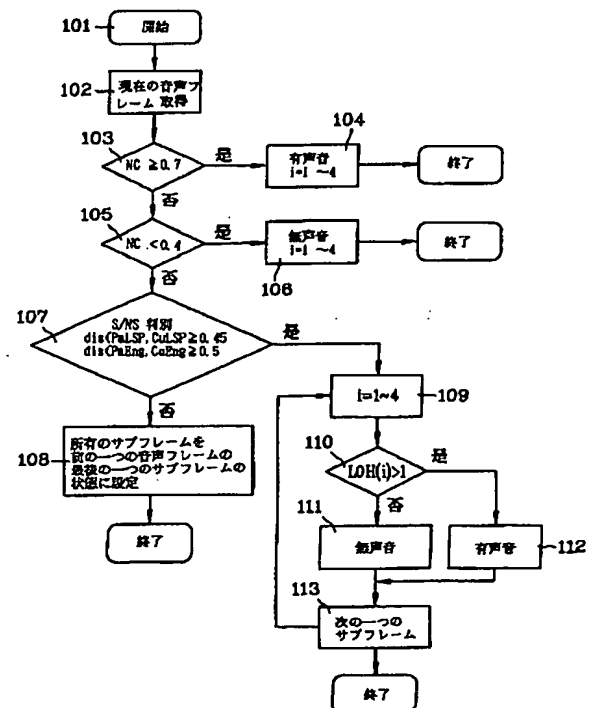 101
開始
102
現在の音声フ
レーム 取得
103
NC ≧0.7
是
104
有声音
i=1 ~4
終了
否
105
NC.<0.4
是
無声音
i=1 ~4
106
終了
否
107
S/NS 判別
dis(PaLSP,CuLSP≧0.45
dis(PaEng,CuEng≧0.5
是
否
108
所有のサブフレームを
前の一つの音声フレームの
最後の一つのサブフレームの
状態に設定
終了
i=1~4
109
110
LOH(i)>1
是
否
111
無声音
有声音
112
113
次の一つの
サブフレーム
終了